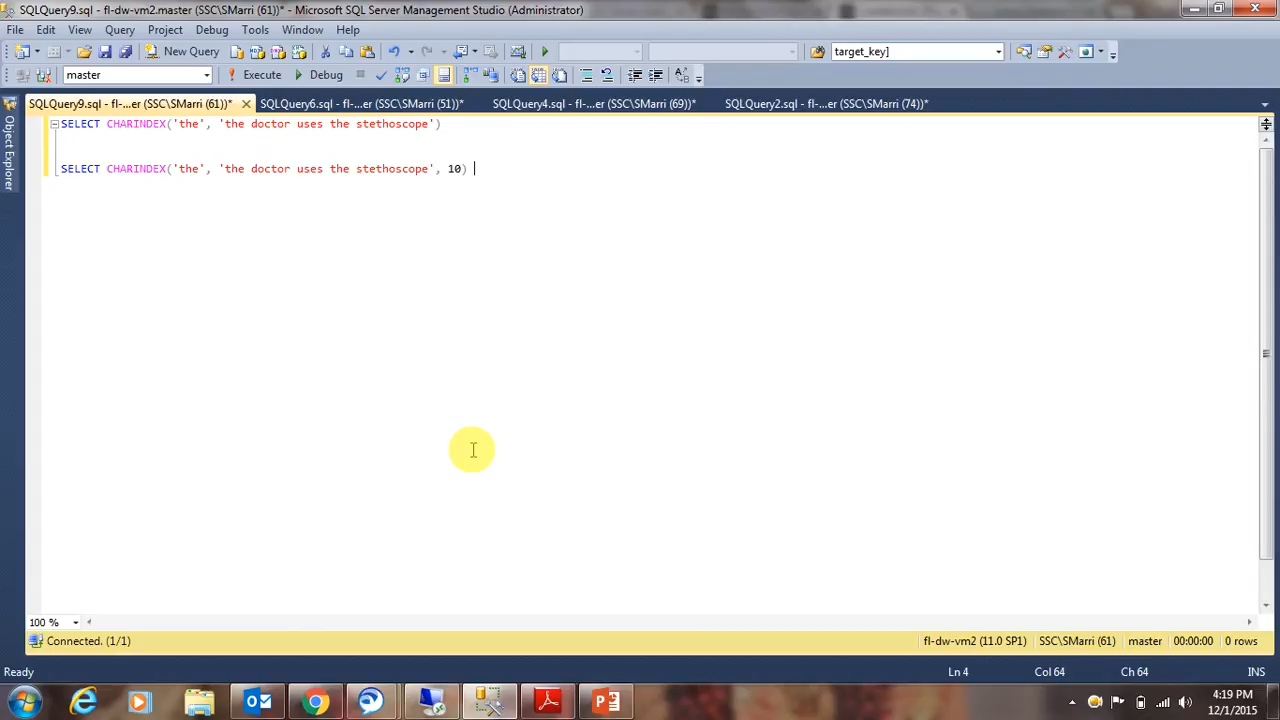 SQLQuery9.sql - fl-dw-vm2.master (SSC\SMarri (61))* - Microsoft SQL Server Management Studio (Administrator)
File Edit View Query Project Debug Tools Window Help
New Query target_key]
master Execute Debug
SQLQuery9.sql - fl-...er (SSC\SMarri (61))* SQLQuery6.sql - fl-...er (SSC\SMarri (51))* SQLQuery4.sql - fl-...er (SSC\SMarri (69))* SQLQuery2.sql - fl-...er (SSC\SMarri (74))*
Object Explorer
SELECT CHARINDEX('the', 'the doctor uses the stethoscope')
SELECT CHARINDEX('the', 'the doctor uses the stethoscope', 10)
100 %
Connected. (1/1) fl-dw-vm2 (11.0 SP1) SSC\SMarri (61) master 00:00:00 0 rows
Ready Ln 4 Col 64 Ch 64 INS
4:19 PM
12/1/2015